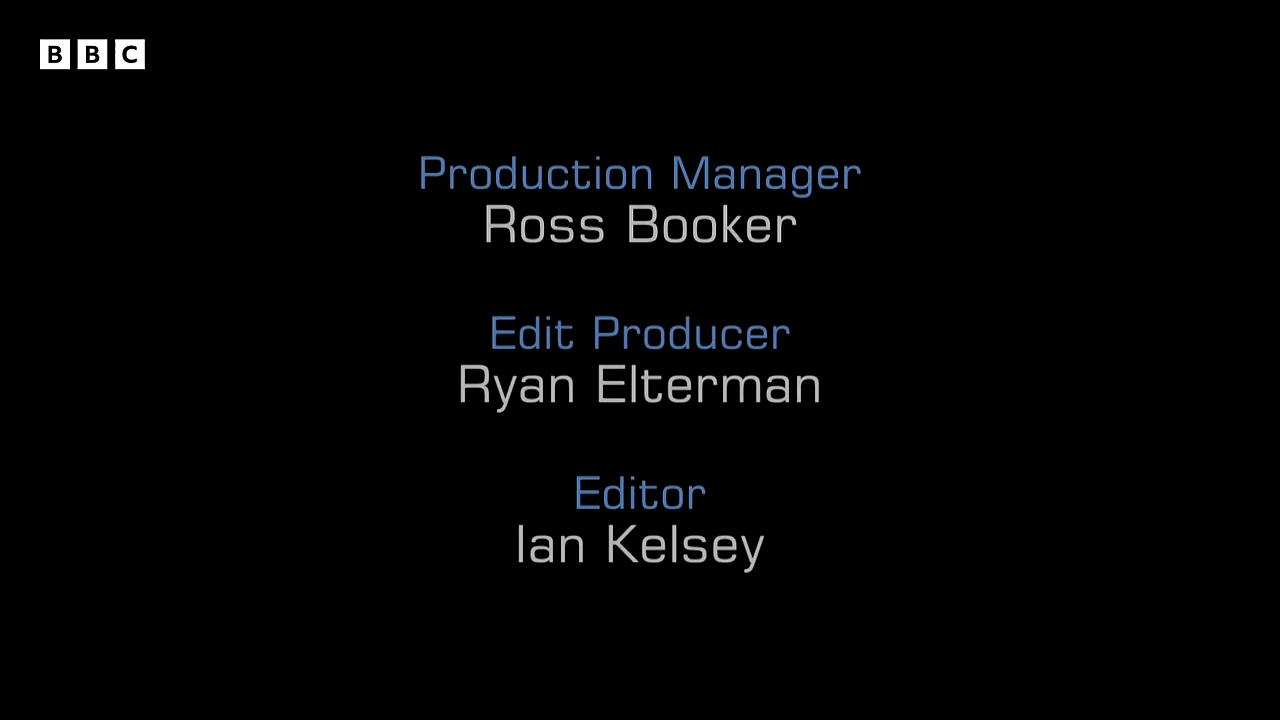 BBC
Production Manager
Ross Booker
Edit Producer
Ryan Elterman
Editor
Ian Kelsey